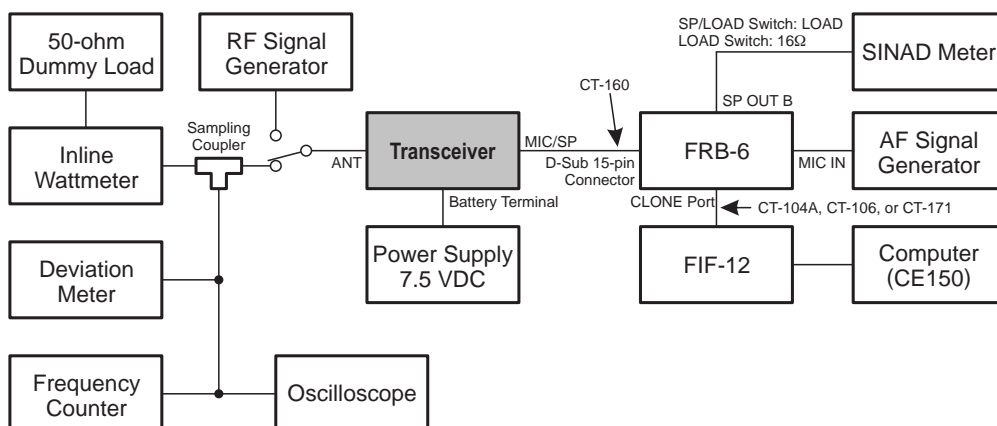 50-ohm
Dummy Load
RF Signal
Generator
SP/LOAD Switch: LOAD
LOAD Switch: 16Ω
SINAD Meter
CT-160
SP OUT B
Sampling
Coupler
Inline
Wattmeter
ANT
Transceiver
MIC/SP
D-Sub 15-pin
Connector
FRB-6
MIC IN
AF Signal
Generator
Battery Terminal
CLONE Port
CT-104A, CT-106, or CT-171
Deviation
Meter
Power Supply
7.5 VDC
FIF-12
Computer
(CE150)
Frequency
Counter
Oscilloscope